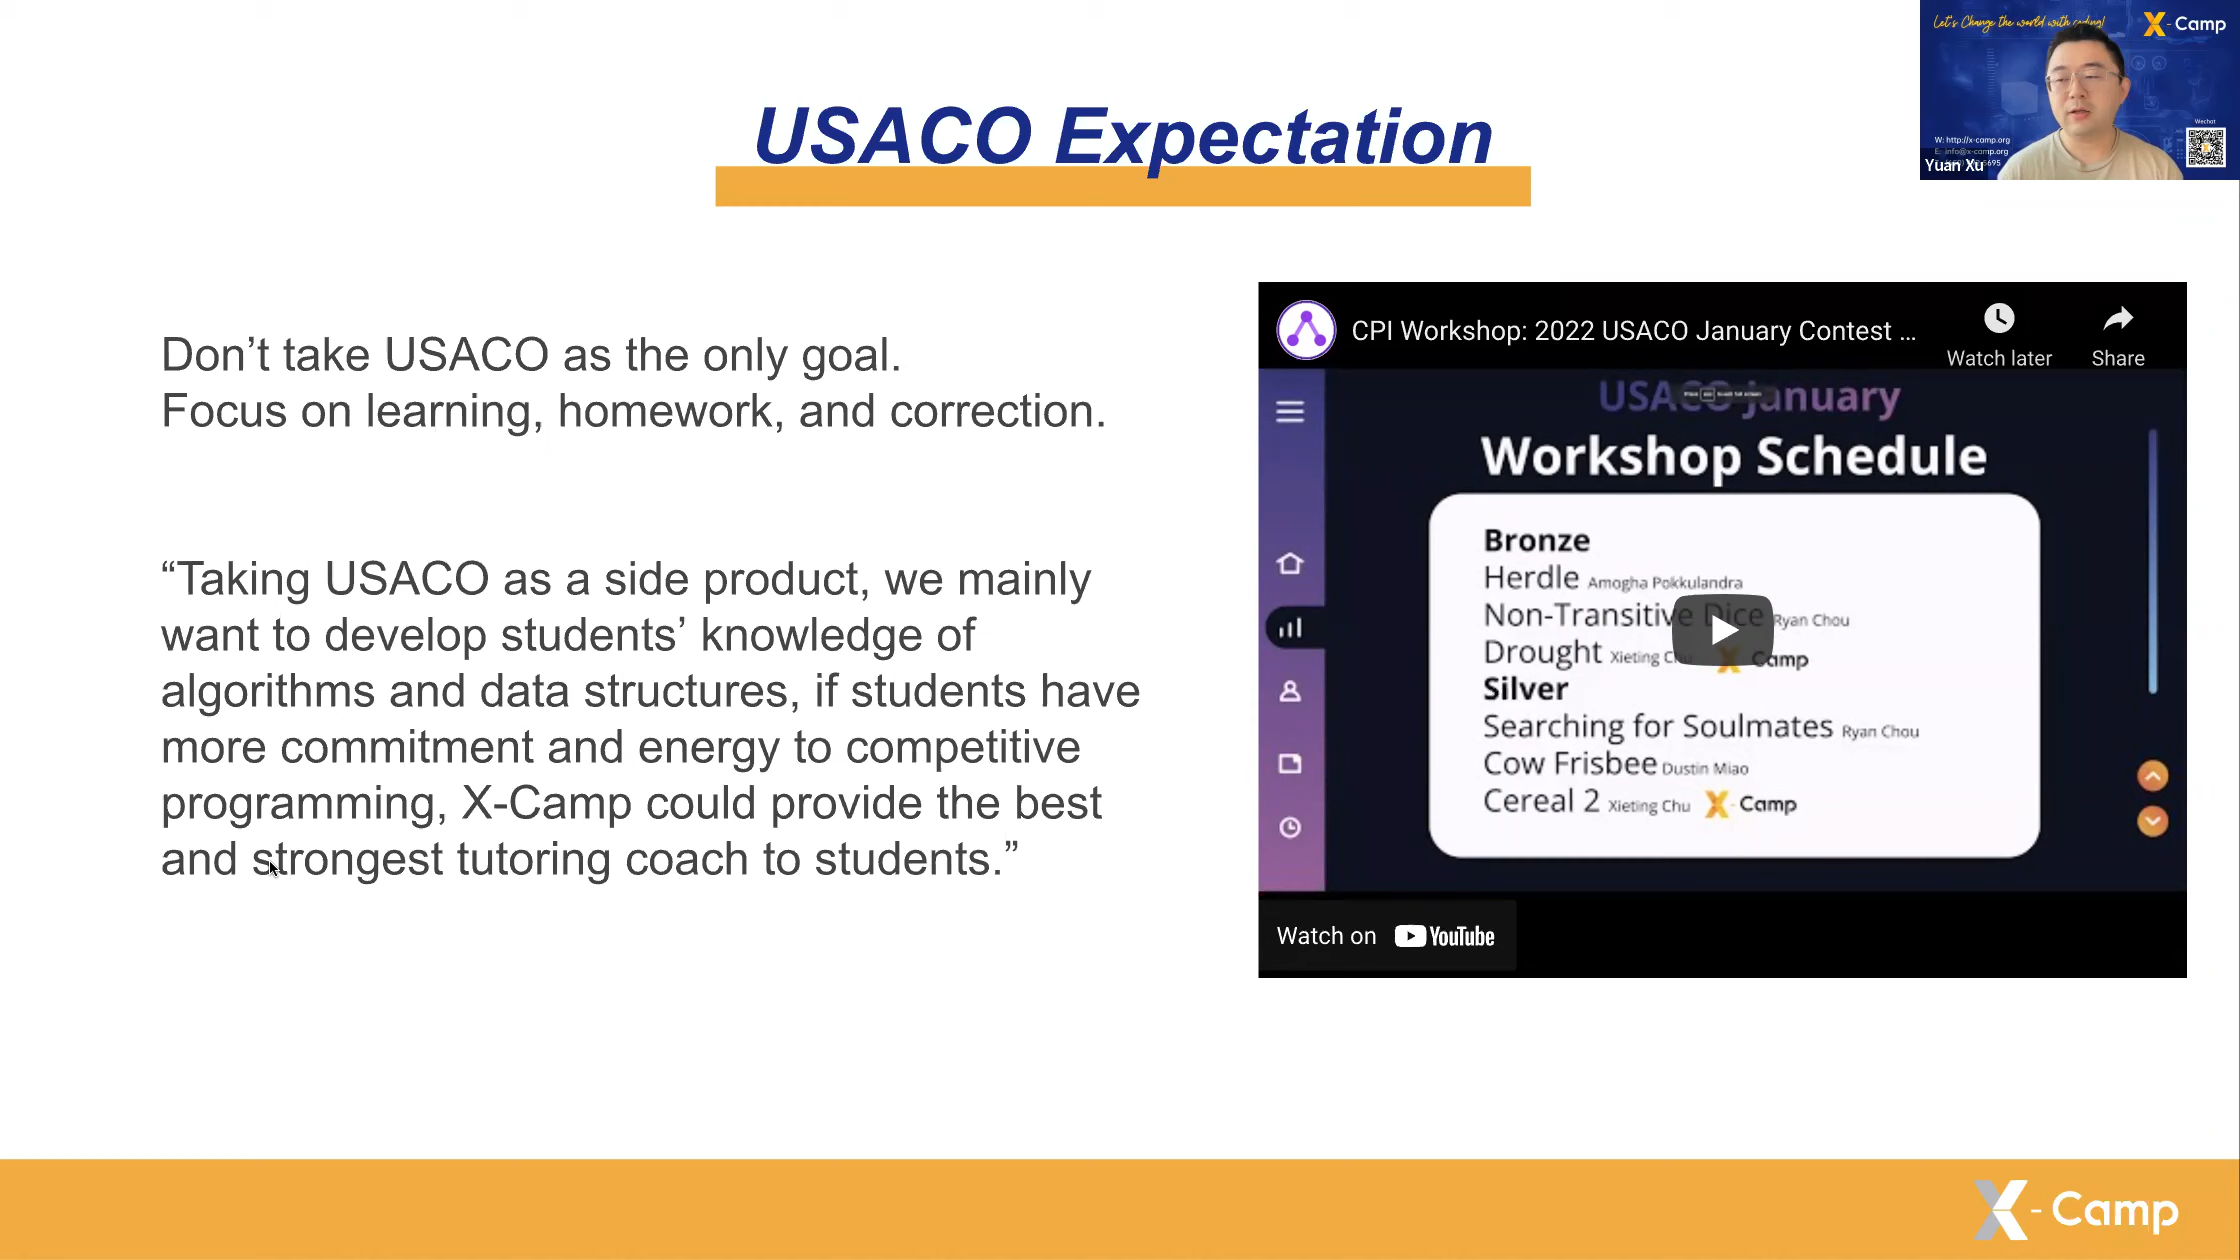 USACO Expectation
Let's Change the world with coding!
X-Camp
Wechat
W: http://x-camp.org
E: info@x-camp.org
5695
Yuan Xu
Don’t take USACO as the only goal.
Focus on learning, homework, and correction.
“Taking USACO as a side product, we mainly
want to develop students’ knowledge of
algorithms and data structures, if students have
more commitment and energy to competitive
programming, X-Camp could provide the best
and strongest tutoring coach to students.”
CPI Workshop: 2022 USACO January Contest ...
Watch later
Share
USACO January
Workshop Schedule
Bronze
Herdle Amogha Pokkulandra
Non-Transitive Dice Ryan Chou
Drought Xieting Camp
Silver
Searching for Soulmates Ryan Chou
Cow Frisbee Dustin Miao
Cereal 2 Xieting Chu X-Camp
Watch on YouTube
X-Camp